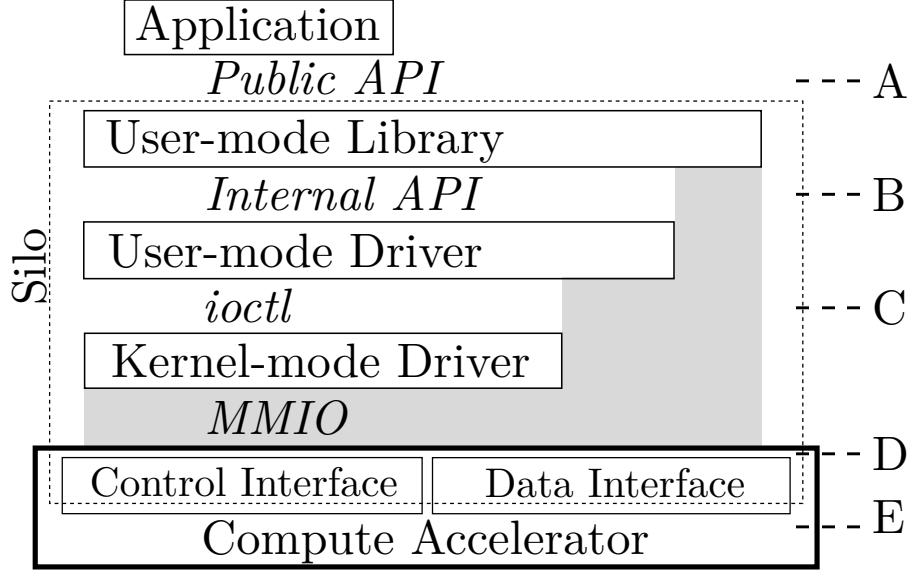 Application
Public API
A
User-mode Library
Internal API
B
User-mode Driver
Silo
ioctl
C
Kernel-mode Driver
MMIO
D
Control Interface
Data Interface
E
Compute Accelerator